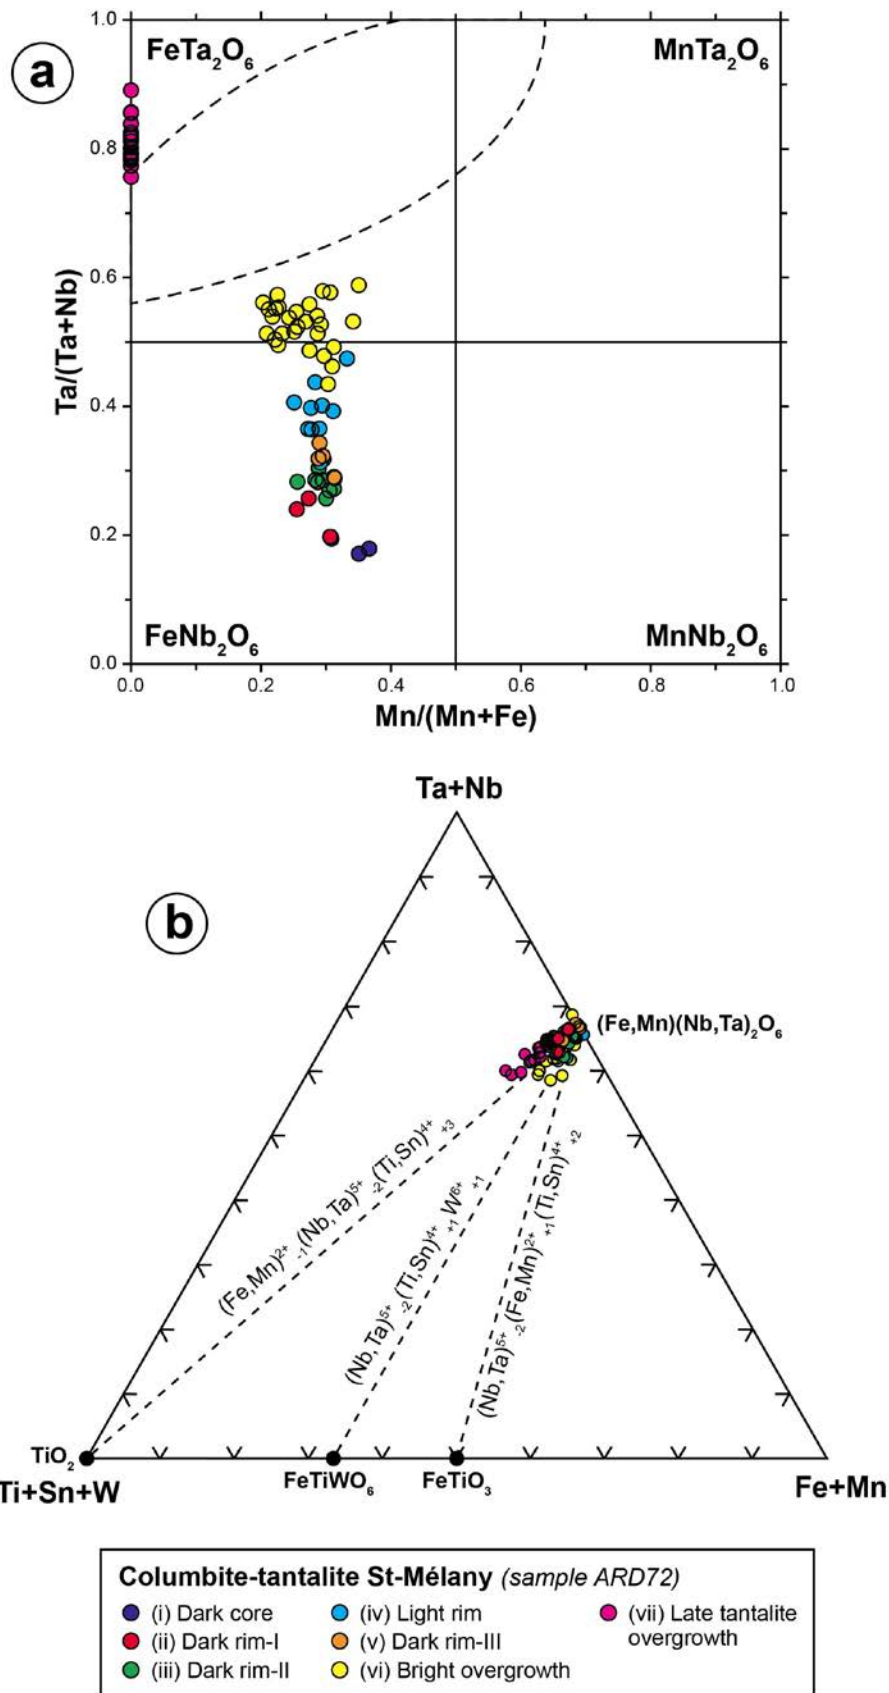 a
FeTa₂O₆
MnTa₂O₆
FeNb₂O₆
MnNb₂O₆
1.0
0.8
0.6
0.4
0.2
0.0
Ta/(Ta+Nb)
0.0 0.2 0.4 0.6 0.8 1.0
Mn/(Mn+Fe)
Ta+Nb
b
(Fe,Mn)(Nb,Ta)₂O₆
(Fe,Mn)²⁺₋₁(Nb,Ta)⁵⁺₋₂(Ti,Sn)⁴⁺₊₃
(Nb,Ta)⁵⁺₋₂(Ti,Sn)⁴⁺₊₁W⁶⁺₊₁
(Nb,Ta)⁵⁺₋₂(Fe,Mn)²⁺₊₁(Ti,Sn)⁴⁺₊₂
TiO₂
FeTiWO₆
FeTiO₃
Ti+Sn+W
Fe+Mn
Columbite-tantalite St-Mélany (sample ARD72)
(i) Dark core
(ii) Dark rim-I
(iii) Dark rim-II
(iv) Light rim
(v) Dark rim-III
(vi) Bright overgrowth
(vii) Late tantalite
overgrowth